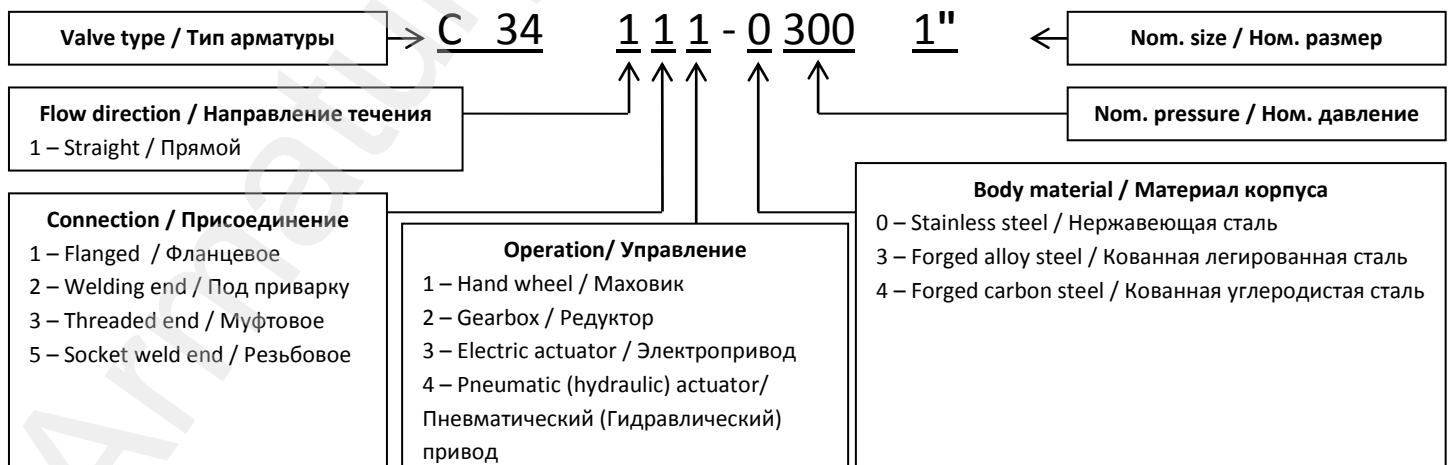 Valve type / Тип арматуры
C 34 1 1 1 - 0 300 1"
Nom. size / Ном. размер
Flow direction / Направление течения
1 – Straight / Прямой
Nom. pressure / Ном. давление
Connection / Присоединение
1 – Flanged / Фланцевое
2 – Welding end / Под приварку
3 – Threaded end / Муфтовое
5 – Socket weld end / Резьбовое
Operation/ Управление
1 – Hand wheel / Маховик
2 – Gearbox / Редуктор
3 – Electric actuator / Электропривод
4 – Pneumatic (hydraulic) actuator/
Пневматический (Гидравлический)
привод
Body material / Материал корпуса
0 – Stainless steel / Нержавеющая сталь
3 – Forged alloy steel / Кованная легированная сталь
4 – Forged carbon steel / Кованная углеродистая сталь